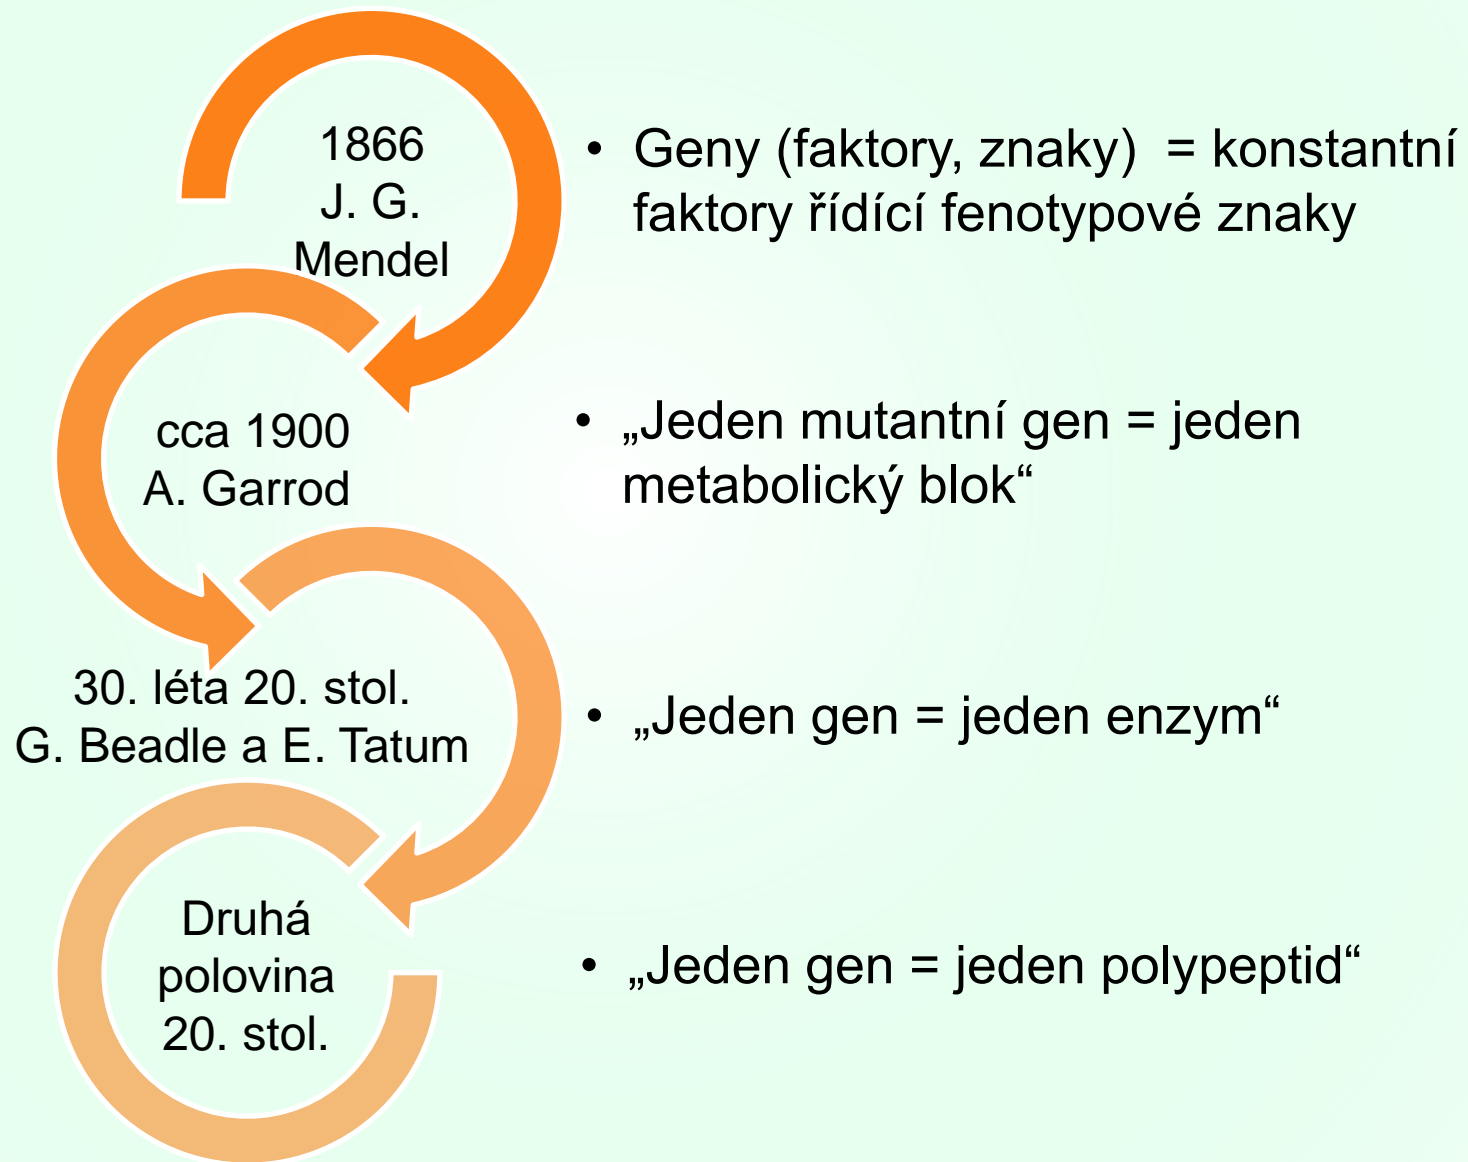 1866
J. G.
Mendel
• Geny (faktory, znaky) = konstantní
faktory řídící fenotypové znaky
cca 1900
A. Garrod
• „Jeden mutantní gen = jeden
metabolický blok“
30. léta 20. stol.
G. Beadle a E. Tatum
• „Jeden gen = jeden enzym“
Druhá
polovina
20. stol.
• „Jeden gen = jeden polypeptid“